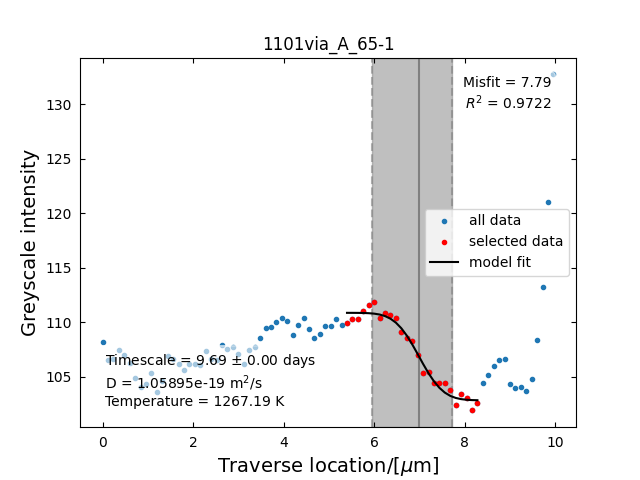 1101via_A_65-1
Misfit = 7.79
R² = 0.9722
130
125
120
115
110
105
Greyscale intensity
all data
selected data
model fit
Timescale = 9.69 ± 0.00 days
D = 1.05895e-19 m²/s
Temperature = 1267.19 K
0 2 4 6 8 10
Traverse location/[μm]